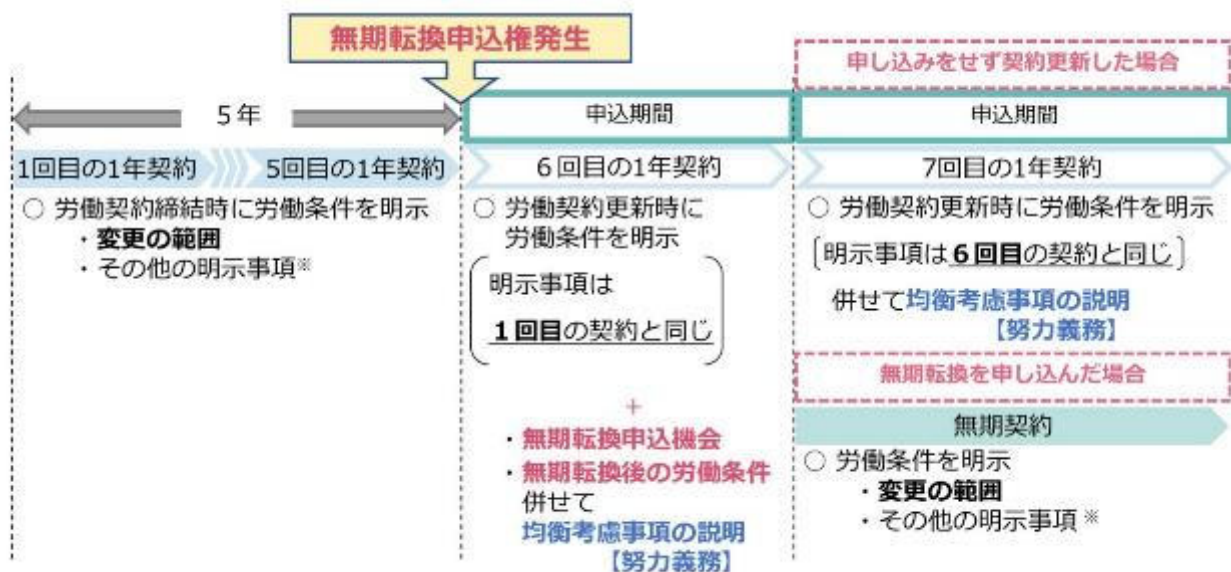 無期転換申込権発生
5年
1回目の1年契約
5回目の1年契約
○ 労働契約締結時に労働条件を明示
・変更の範囲
・その他の明示事項※
申込期間
6回目の1年契約
○ 労働契約更新時に
労働条件を明示
明示事項は
1回目の契約と同じ
+
・無期転換申込機会
・無期転換後の労働条件
併せて
均衡考慮事項の説明
【努力義務】
申し込みをせず契約更新した場合
申込期間
7回目の1年契約
○ 労働契約更新時に労働条件を明示
[明示事項は6回目の契約と同じ]
併せて均衡考慮事項の説明
【努力義務】
無期転換を申し込んだ場合
無期契約
○ 労働条件を明示
・変更の範囲
・その他の明示事項※